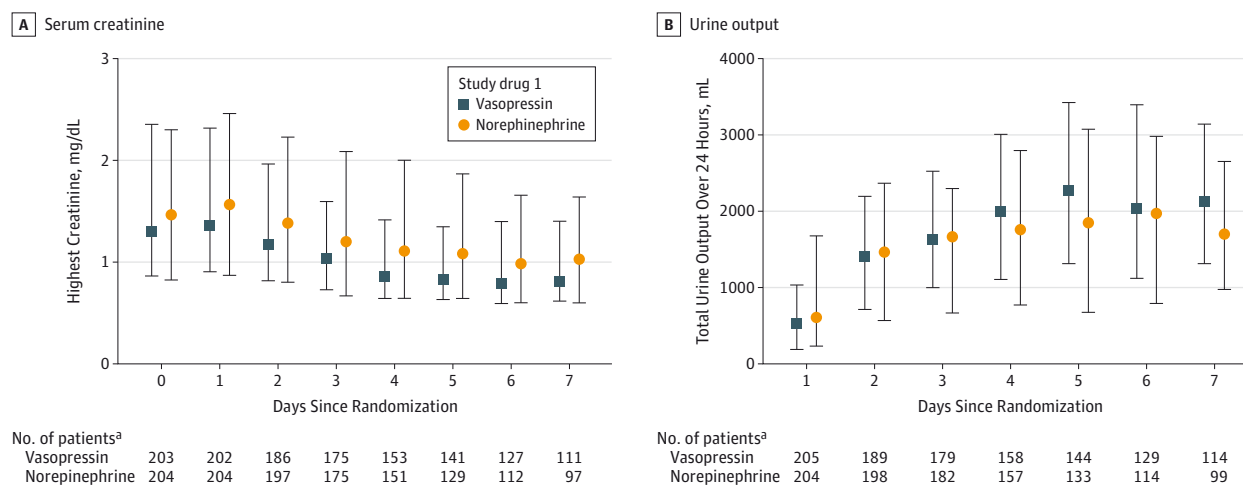 A Serum creatinine
3
2
1
0
Highest Creatinine, mg/dL
Study drug 1
Vasopressin
Norephinephrine
0 1 2 3 4 5 6 7
Days Since Randomization
No. of patientsa
Vasopressin 203 202 186 175 153 141 127 111
Norepinephrine 204 204 197 175 151 129 112 97
B Urine output
4000
3000
2000
1000
0
Total Urine Output Over 24 Hours, mL
1 2 3 4 5 6 7
Days Since Randomization
No. of patientsa
Vasopressin 205 189 179 158 144 129 114
Norepinephrine 204 198 182 157 133 114 99